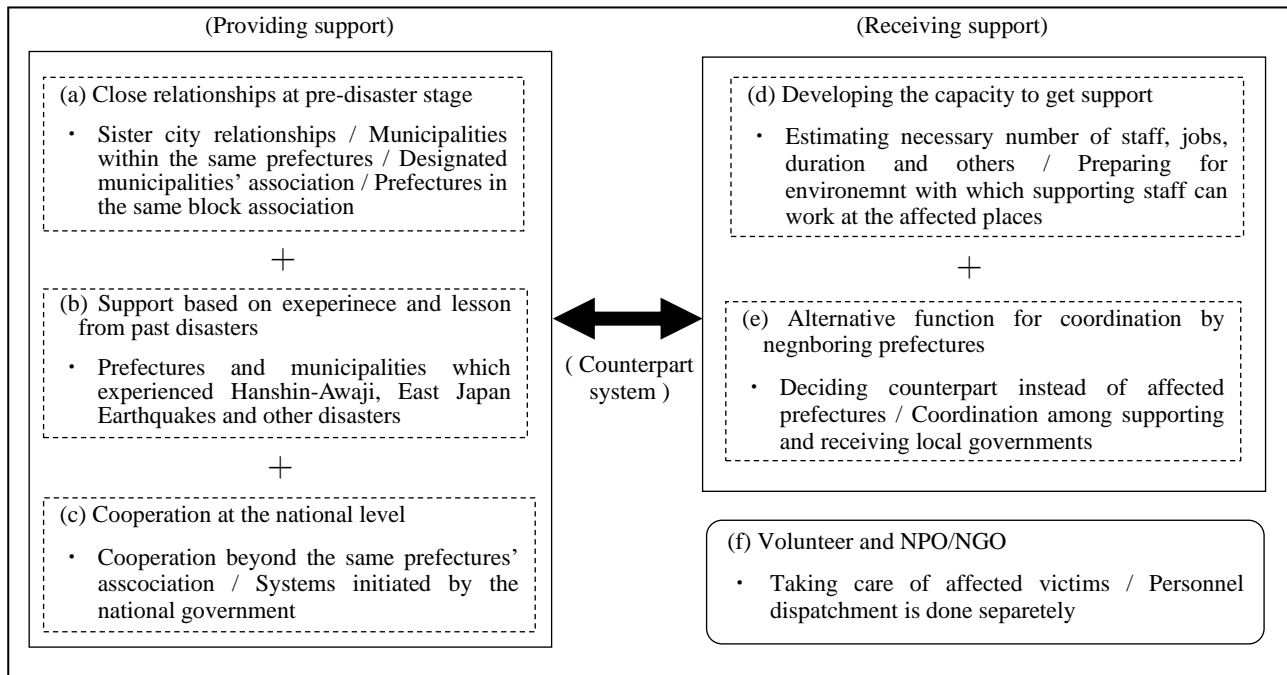 (Providing support)
(a) Close relationships at pre-disaster stage
・ Sister city relationships / Municipalities
within the same prefectures / Designated
municipalities’ association / Prefectures in
the same block association
+
(b) Support based on exeperinece and lesson
from past disasters
・ Prefectures and municipalities which
experienced Hanshin-Awaji, East Japan
Earthquakes and other disasters
+
(c) Cooperation at the national level
・ Cooperation beyond the same prefectures’
asscociation / Systems initiated by the
national government
( Counterpart
system )
(Receiving support)
(d) Developing the capacity to get support
・ Estimating necessary number of staff, jobs,
duration and others / Preparing for
environemnt with which supporting staff can
work at the affected places
+
(e) Alternative function for coordination by
negnboring prefectures
・ Deciding counterpart instead of affected
prefectures / Coordination among supporting
and receiving local governments
(f) Volunteer and NPO/NGO
・ Taking care of affected victims / Personnel
dispatchment is done separetely